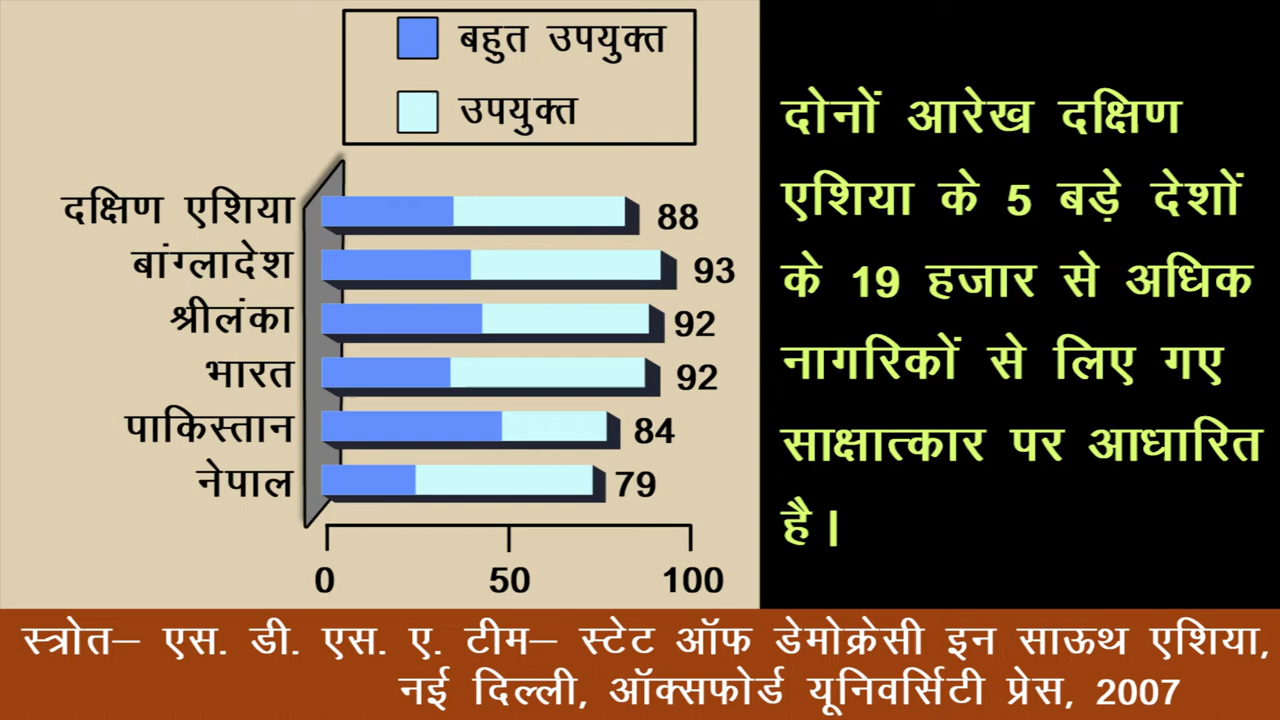 बहुत उपयुक्त
उपयुक्त
दक्षिण एशिया 88
बांग्लादेश 93
श्रीलंका 92
भारत 92
पाकिस्तान 84
नेपाल 79
0 50 100
दोनों आरेख दक्षिण
एशिया के 5 बड़े देशों
के 19 हजार से अधिक
नागरिकों से लिए गए
साक्षात्कार पर आधारित
है।
स्त्रोत– एस. डी. एस. ए. टीम– स्टेट ऑफ डेमोक्रेसी इन साऊथ एशिया,
नई दिल्ली, ऑक्सफोर्ड यूनिवर्सिटी प्रेस, 2007